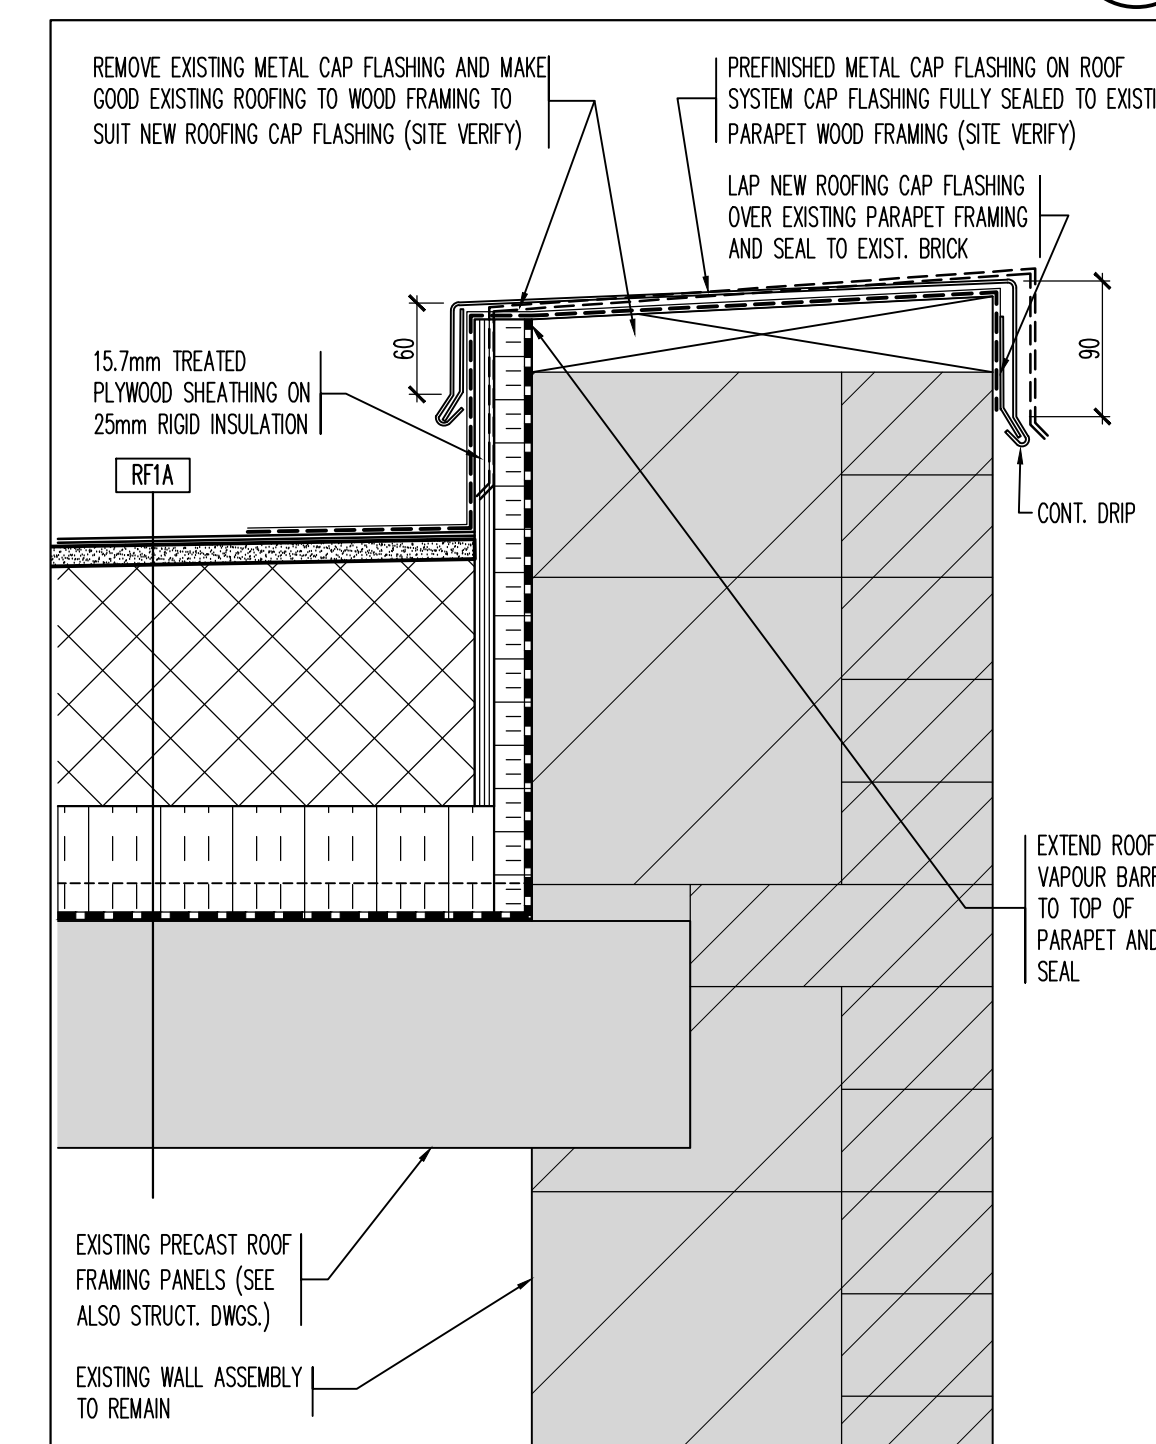 REMOVE EXISTING METAL CAP FLASHING AND MAKE
GOOD EXISTING ROOFING TO WOOD FRAMING TO
SUIT NEW ROOFING CAP FLASHING (SITE VERIFY)
PREFINISHED METAL CAP FLASHING ON ROOF
SYSTEM CAP FLASHING FULLY SEALED TO
PARAPET WOOD FRAMING (SITE VERIFY)
LAP NEW ROOFING CAP FLASHING
OVER EXISTING PARAPET FRAMING
AND SEAL TO EXIST. BRICK
60
90
15.7mm TREATED
PLYWOOD SHEATHING ON
25mm RIGID INSULATION
RF1A
CONT. DRIP
EXTEND ROOF
VAPOUR
TO TOP OF
PARAPET AND
SEAL
EXISTING PRECAST ROOF
FRAMING PANELS (SEE
ALSO STRUCT. DWGS.)
EXISTING WALL ASSEMBLY
TO REMAIN